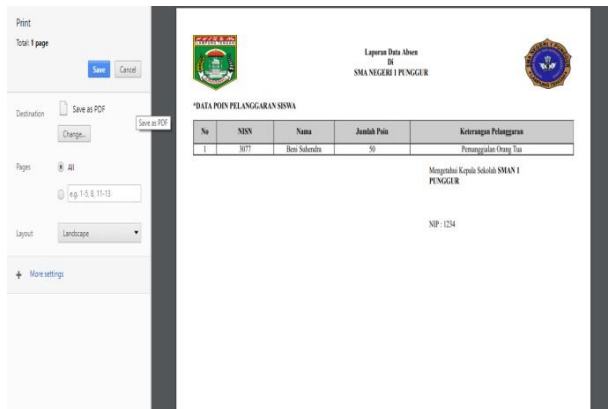 Print
Total: 1 page
Save Cancel
Destination Save as PDF
Save as PDF
Change...
Pages All
e.g. 1-5, 8, 11-13
Layout Landscape
+ More settings
LAMPUNG TENGAH
Laporan Data Absen
Di
SMA NEGERI 1 PUNGGUR
*DATA POIN PELANGGARAN SISWA
No NISN Nama Jumlah Poin Keterangan Pelanggaran
1 3077 Beni Suhendra 50 Pemanggialan Orang Tua
Mengetahui Kepala Sekolah SMAN 1
PUNGGUR
NIP : 1234